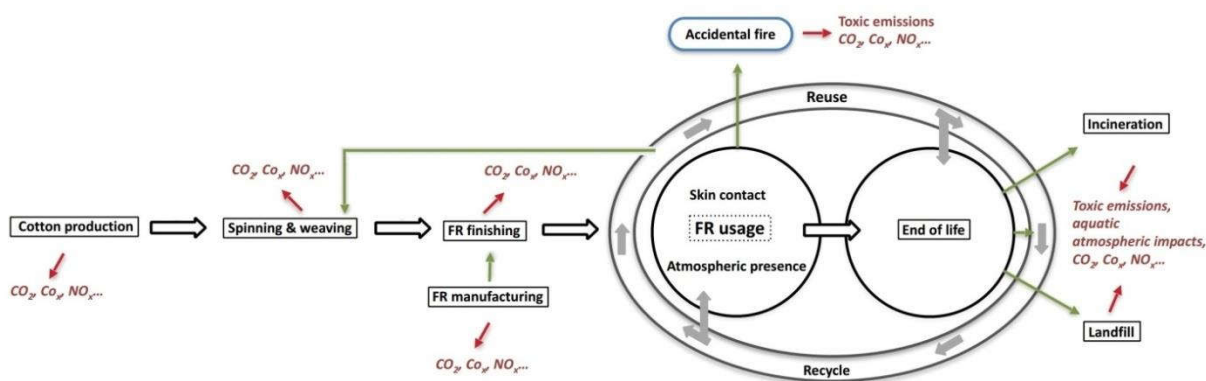 Accidental fire
Toxic emissions
CO₂, Coₓ, NOₓ...
Reuse
Incineration
CO₂, Coₓ, NOₓ...
CO₂, Coₓ, NOₓ...
Skin contact
Cotton production
Spinning & weaving
FR finishing
FR usage
End of life
Toxic emissions,
aquatic
atmospheric impacts,
CO₂, Coₓ, NOₓ...
Atmospheric presence
CO₂, Coₓ, NOₓ...
FR manufacturing
Landfill
CO₂, Coₓ, NOₓ...
Recycle